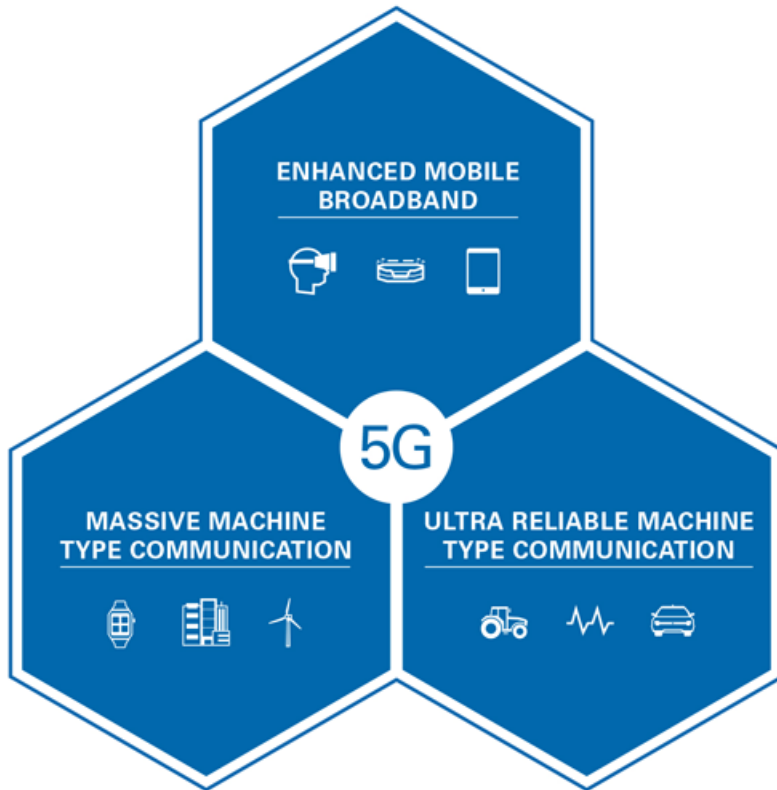 ENHANCED MOBILE
BROADBAND
5G
MASSIVE MACHINE
TYPE COMMUNICATION
ULTRA RELIABLE MACHINE
TYPE COMMUNICATION